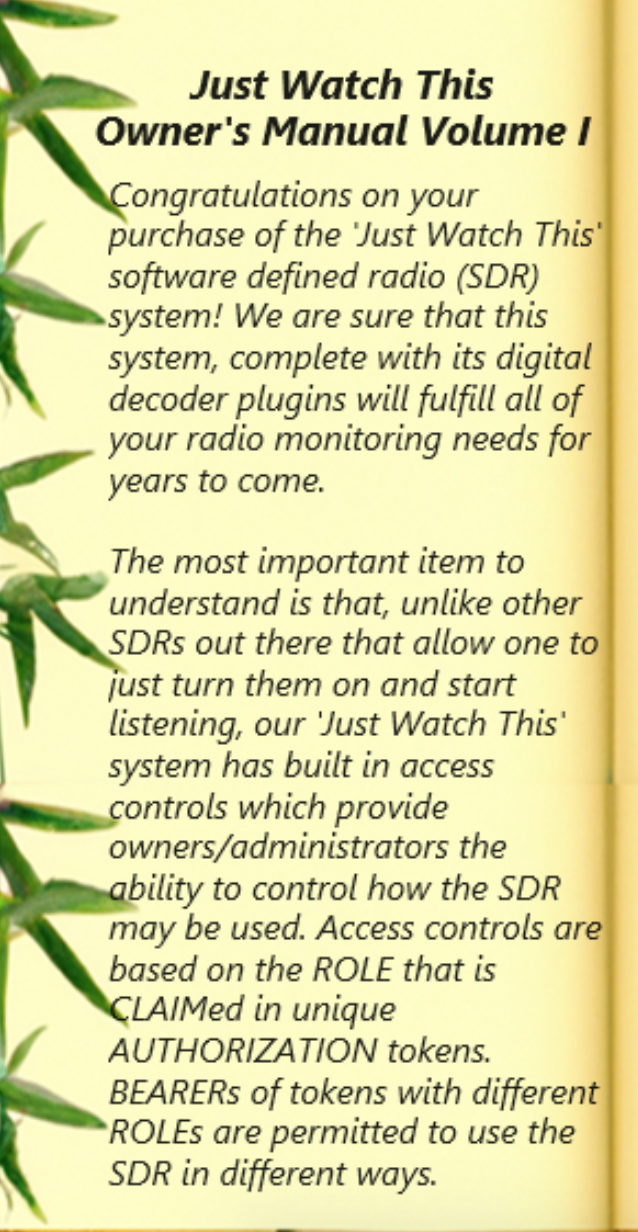 Just Watch This
Owner's Manual Volume I
Congratulations on your
purchase of the 'Just Watch This'
software defined radio (SDR)
system! We are sure that this
system, complete with its digital
decoder plugins will fulfill all of
your radio monitoring needs for
years to come.
The most important item to
understand is that, unlike other
SDRs out there that allow one to
just turn them on and start
listening, our 'Just Watch This'
system has built in access
controls which provide
owners/administrators the
ability to control how the SDR
may be used. Access controls are
based on the ROLE that is
CLAIMed in unique
AUTHORIZATION tokens.
BEARERs of tokens with different
ROLEs are permitted to use the
SDR in different ways.